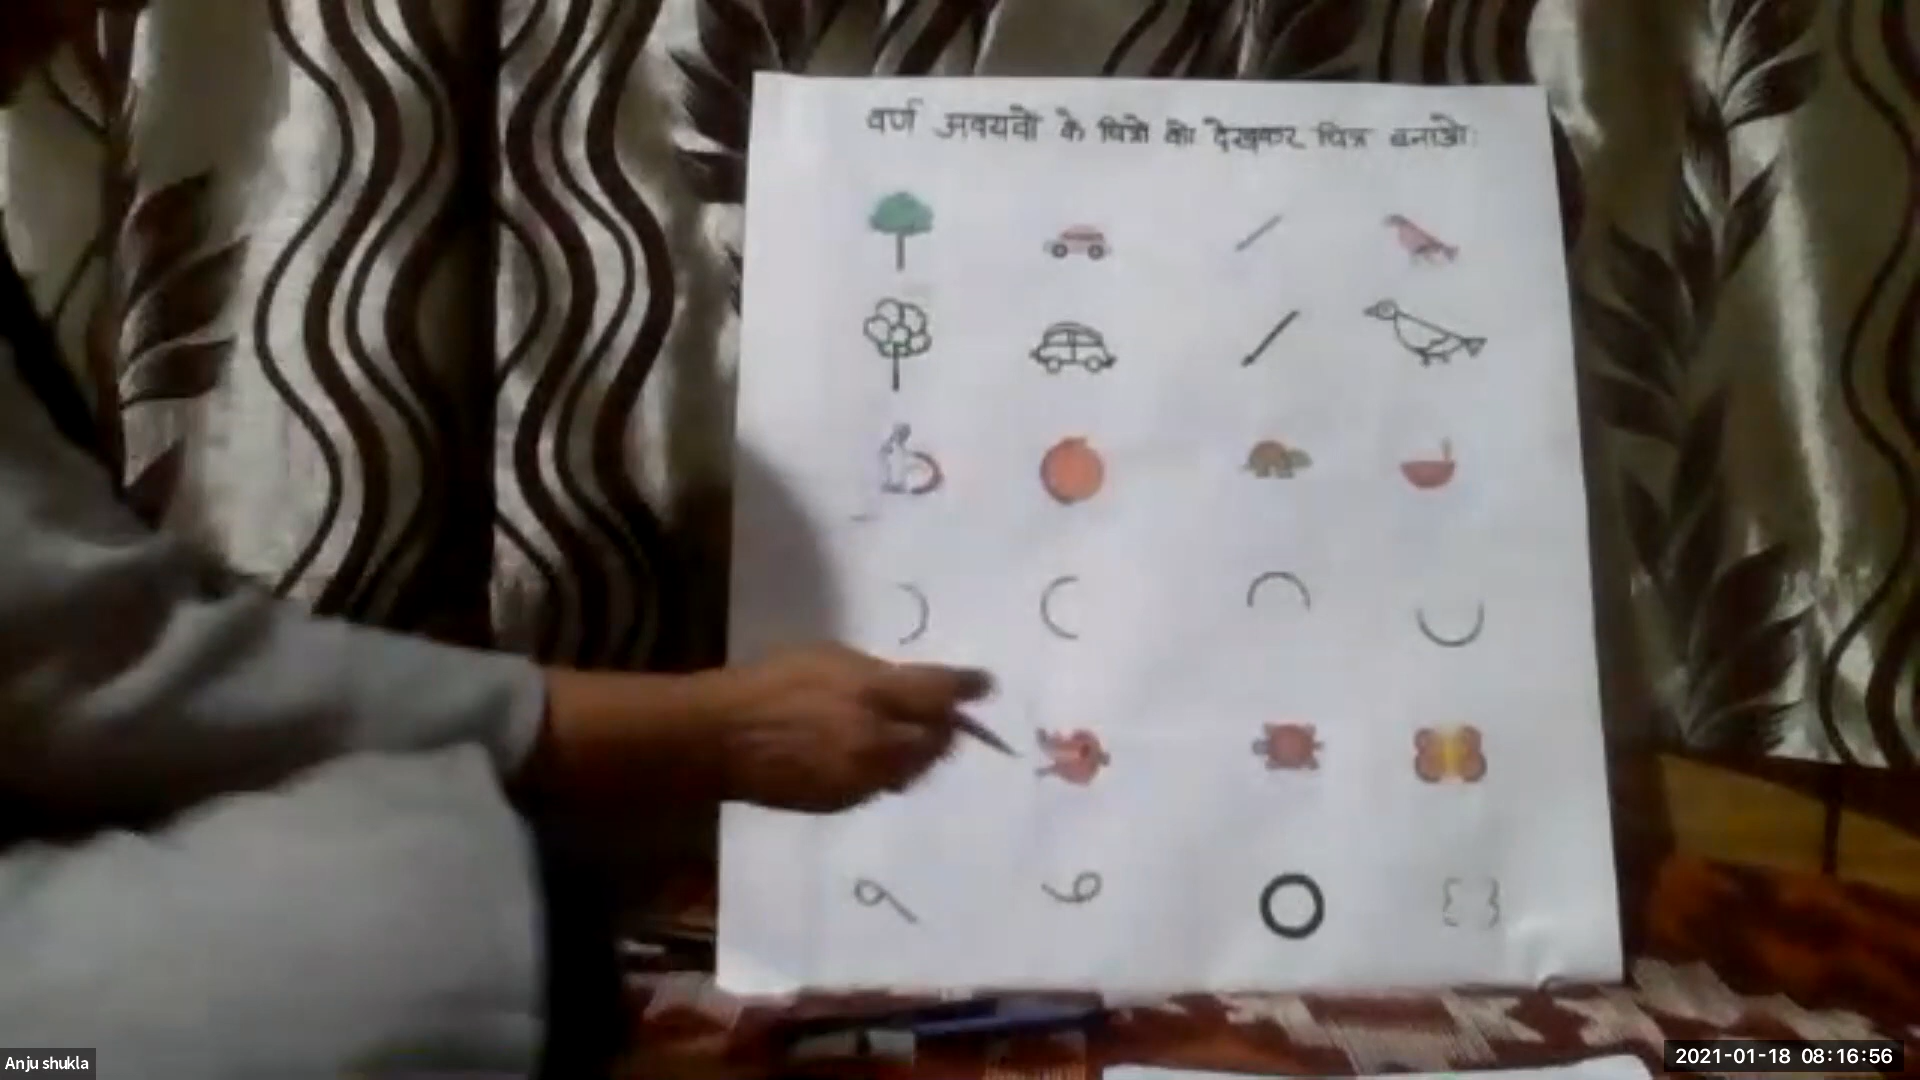 वर्ण अवयवो के चित्रो को देखकर चित्र बनाओ
Anju shukla
2021-01-18 08:16:56